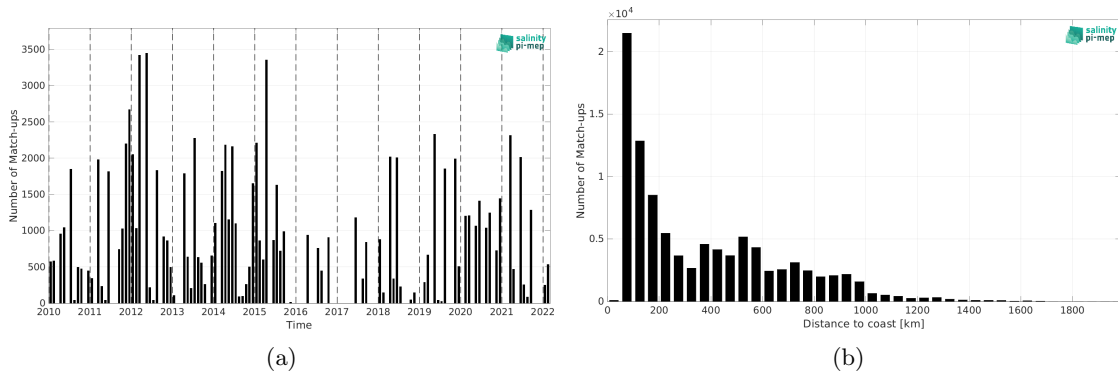 salinity
pi-mep
Number of Match-ups
3500
3000
2500
2000
1500
1000
500
0
2010 2011 2012 2013 2014 2015 2016 2017 2018 2019 2020 2021 2022
Time
(a)
×10⁴
salinity
pi-mep
Number of Match-ups
2
1.5
1
0.5
0
0 200 400 600 800 1000 1200 1400 1600 1800
Distance to coast [km]
(b)